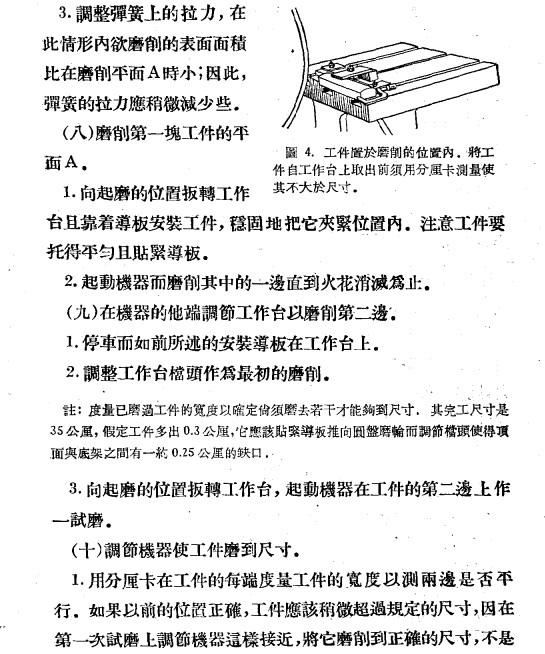 3. 調整彈簧上的拉力，在
此情形內欲磨削的表面面積
比在磨削平面A時小；因此，
彈簧的拉力應稍微減少些。
(八)磨削第一塊工件的平
面A。
1. 向起磨的位置扳轉工作
圖 4. 工件置於磨削的位置內。將工
件自工作台上取出前須用分厘卡測量使
其不大於尺寸。
台且靠着導板安裝工件，穩固地把它夾緊位置內。注意工件要
托得平勻且貼緊導板。
2. 起動機器而磨削其中的一邊直到火花消滅爲止。
(九)在機器的他端調節工作台以磨削第二邊。
1. 停車而如前所述的安裝導板在工作台上。
2. 調整工作台檔頭作爲最初的磨削。
註：度量已磨過工件的寬度以確定尙須磨去若干才能夠到尺寸。其完工尺寸是
35公厘，假定工件多出0.3公厘，它應該貼緊導板推向圓盤磨輪而調節檔頭使得頂
面與底架之間有一約0.25公厘的缺口。
3. 向起磨的位置扳轉工作台，起動機器在工件的第二邊上作
一試磨。
(十)調節機器使工件磨到尺寸。
1. 用分厘卡在工件的每端度量工件的寬度以測兩邊是否平
行。如果以前的位置正確，工件應該稍微超過規定的尺寸，因在
第一次試磨上調節機器這樣接近，將它磨削到正確的尺寸，不是